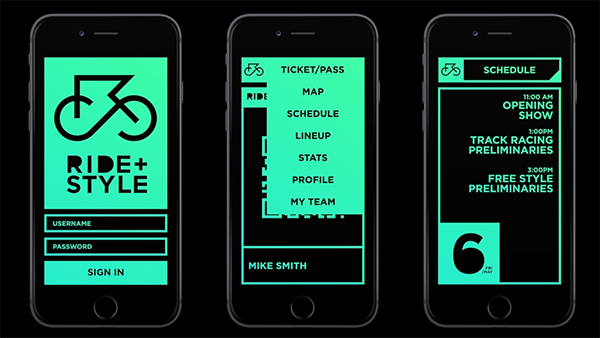 RIDE+
STYLE
USERNAME
PASSWORD
SIGN IN
TICKET/PASS
MAP
SCHEDULE
LINEUP
STATS
PROFILE
MY TEAM
RIDE
MIKE SMITH
SCHEDULE
11:00 AM
OPENING
SHOW
1:00PM
TRACK RACING
PRELIMINARIES
3:00PM
FREE STYLE
PRELIMINARIES
6
/FRI
/MAY